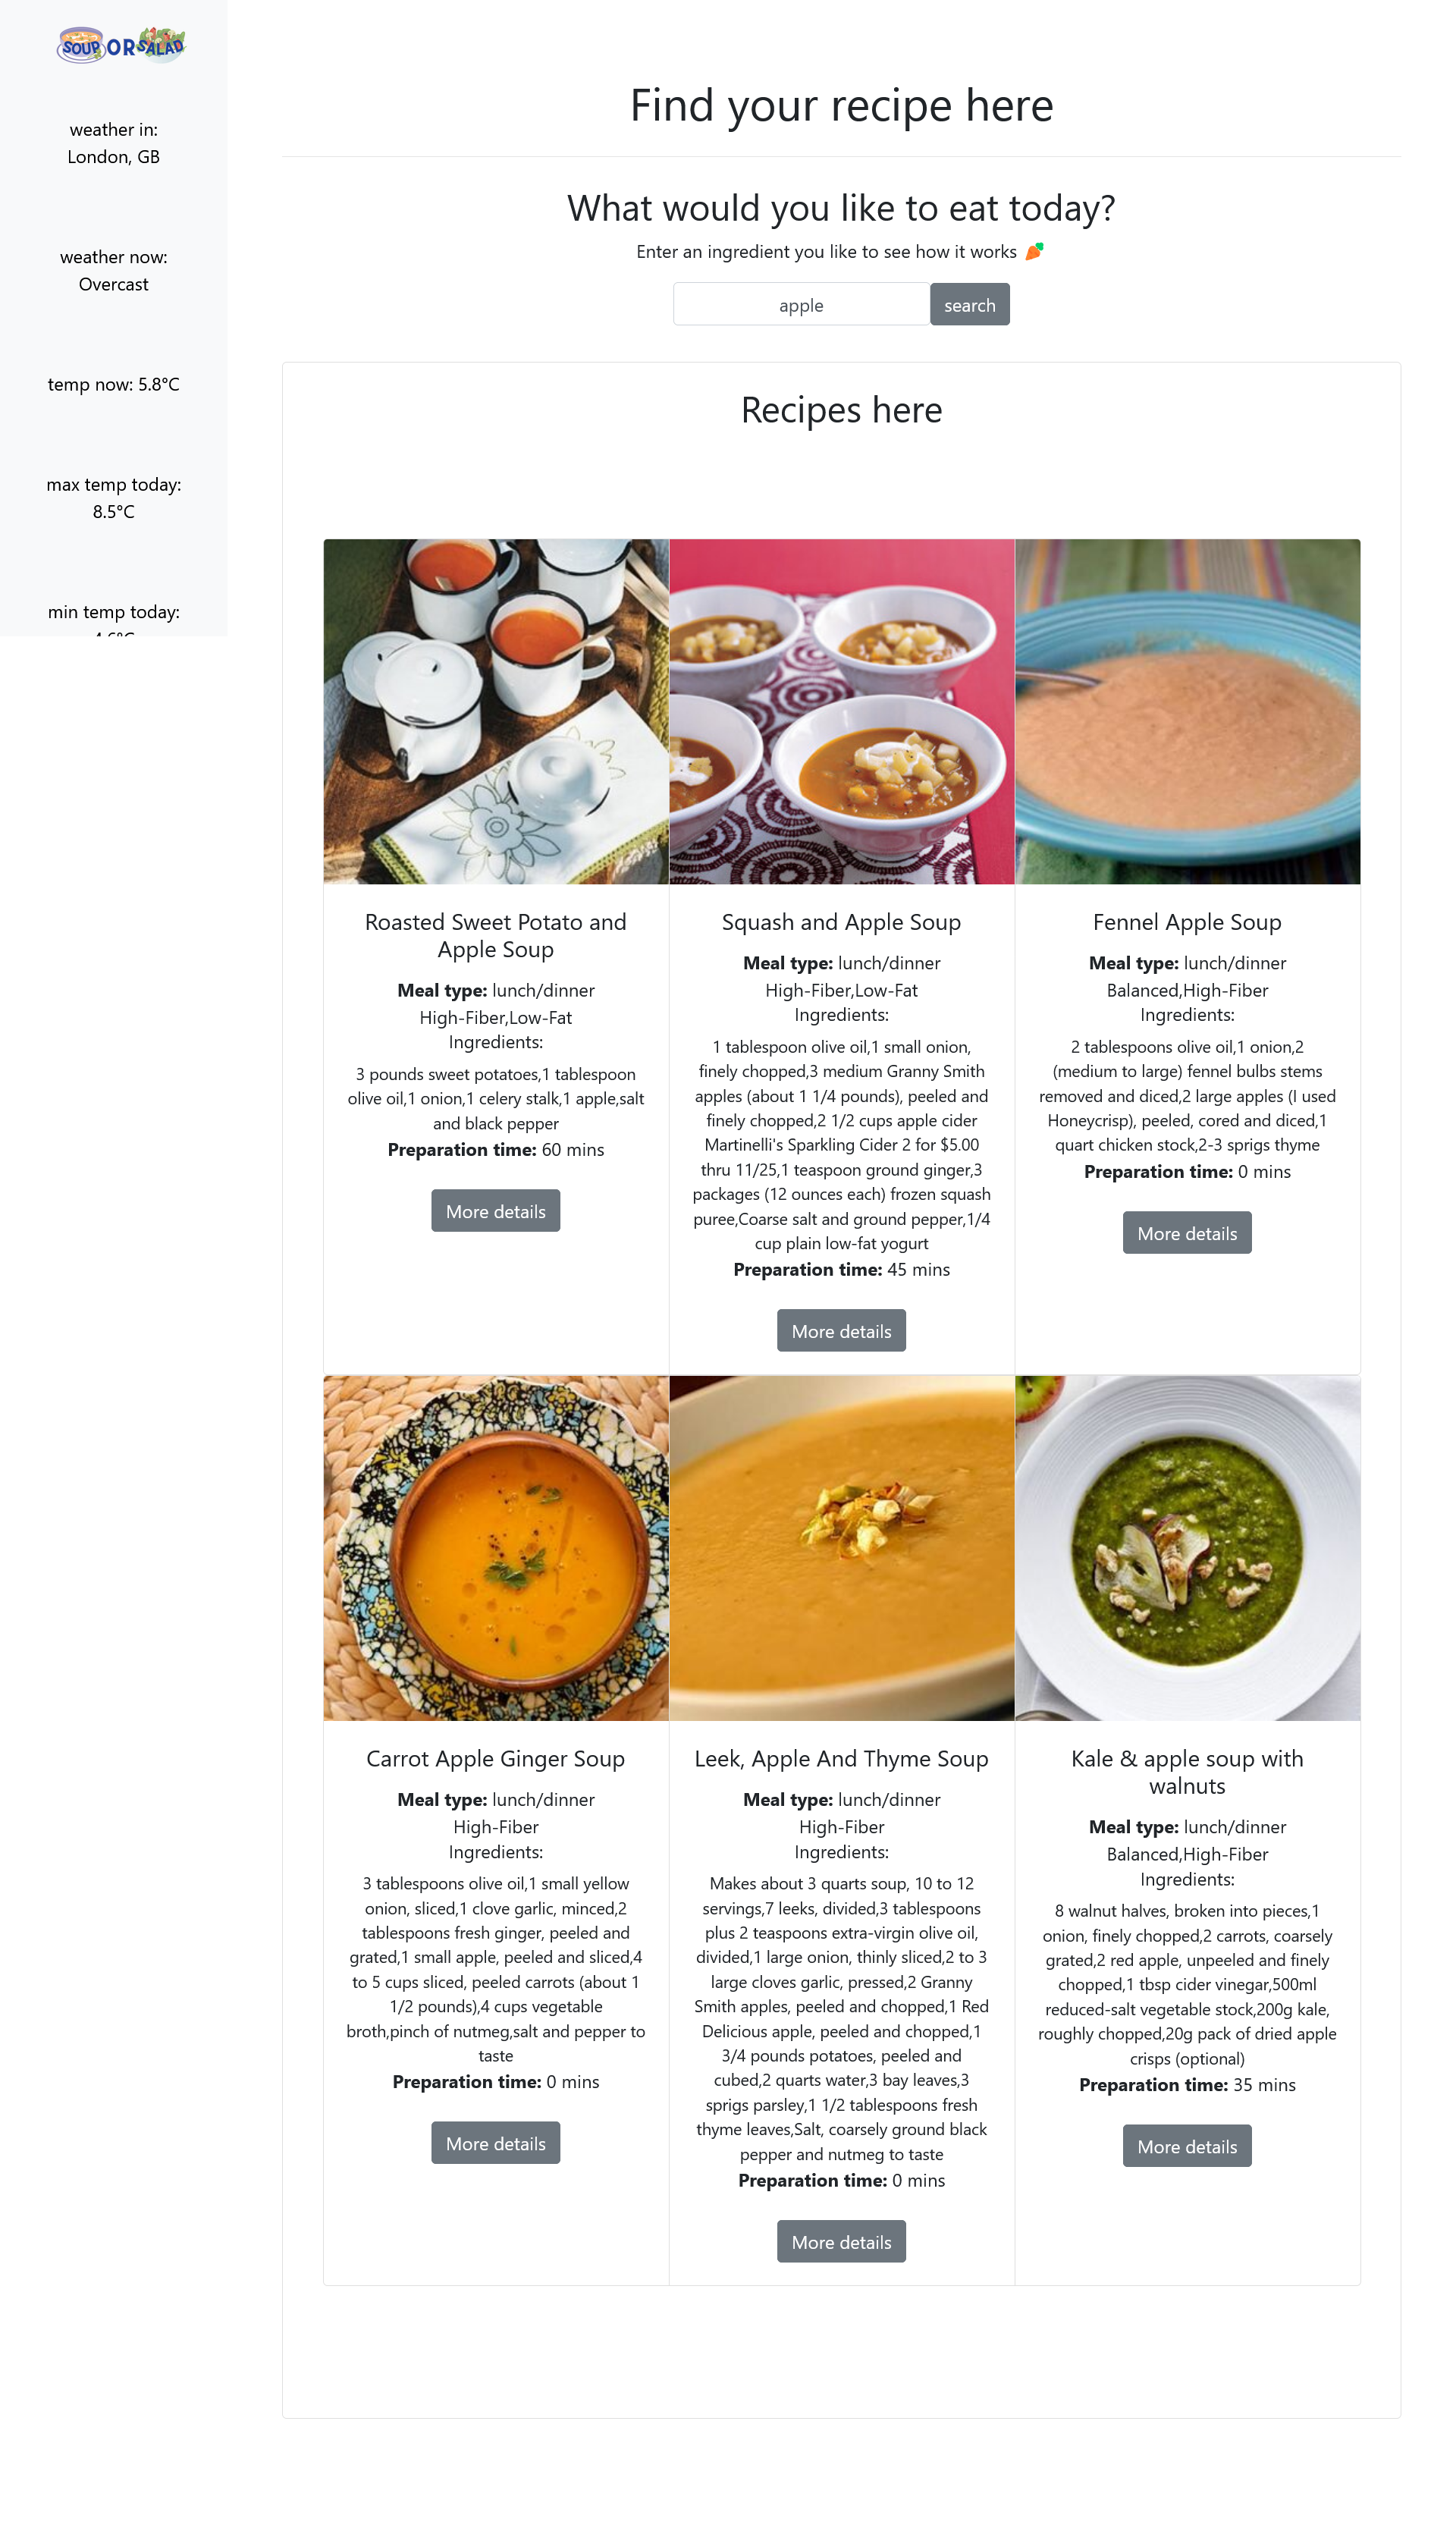 SOUP OR SALAD
weather in:
London, GB
weather now:
Overcast
temp now: 5.8°C
max temp today:
8.5°C
min temp today:
Find your recipe here
What would you like to eat today?
Enter an ingredient you like to see how it works 🥕
apple
search
Recipes here
Roasted Sweet Potato and
Apple Soup
Meal type: lunch/dinner
High-Fiber,Low-Fat
Ingredients:
3 pounds sweet potatoes,1 tablespoon
olive oil,1 onion,1 celery stalk,1 apple,salt
and black pepper
Preparation time: 60 mins
More details
Squash and Apple Soup
Meal type: lunch/dinner
High-Fiber,Low-Fat
Ingredients:
1 tablespoon olive oil,1 small onion,
finely chopped,3 medium Granny Smith
apples (about 1 1/4 pounds), peeled and
finely chopped,2 1/2 cups apple cider
Martinelli's Sparkling Cider 2 for $5.00
thru 11/25,1 teaspoon ground ginger,3
packages (12 ounces each) frozen squash
puree,Coarse salt and ground pepper,1/4
cup plain low-fat yogurt
Preparation time: 45 mins
More details
Fennel Apple Soup
Meal type: lunch/dinner
Balanced,High-Fiber
Ingredients:
2 tablespoons olive oil,1 onion,2
(medium to large) fennel bulbs stems
removed and diced,2 large apples (I used
Honeycrisp), peeled, cored and diced,1
quart chicken stock,2-3 sprigs thyme
Preparation time: 0 mins
More details
Carrot Apple Ginger Soup
Meal type: lunch/dinner
High-Fiber
Ingredients:
3 tablespoons olive oil,1 small yellow
onion, sliced,1 clove garlic, minced,2
tablespoons fresh ginger, peeled and
grated,1 small apple, peeled and sliced,4
to 5 cups sliced, peeled carrots (about 1
1/2 pounds),4 cups vegetable
broth,pinch of nutmeg,salt and pepper to
taste
Preparation time: 0 mins
More details
Leek, Apple And Thyme Soup
Meal type: lunch/dinner
High-Fiber
Ingredients:
Makes about 3 quarts soup, 10 to 12
servings,7 leeks, divided,3 tablespoons
plus 2 teaspoons extra-virgin olive oil,
divided,1 large onion, thinly sliced,2 to 3
large cloves garlic, pressed,2 Granny
Smith apples, peeled and chopped,1 Red
Delicious apple, peeled and chopped,1
3/4 pounds potatoes, peeled and
cubed,2 quarts water,3 bay leaves,3
sprigs parsley,1 1/2 tablespoons fresh
thyme leaves,Salt, coarsely ground black
pepper and nutmeg to taste
Preparation time: 0 mins
More details
Kale & apple soup with
walnuts
Meal type: lunch/dinner
Balanced,High-Fiber
Ingredients:
8 walnut halves, broken into pieces,1
onion, finely chopped,2 carrots, coarsely
grated,2 red apple, unpeeled and finely
chopped,1 tbsp cider vinegar,500ml
reduced-salt vegetable stock,200g kale,
roughly chopped,20g pack of dried apple
crisps (optional)
Preparation time: 35 mins
More details